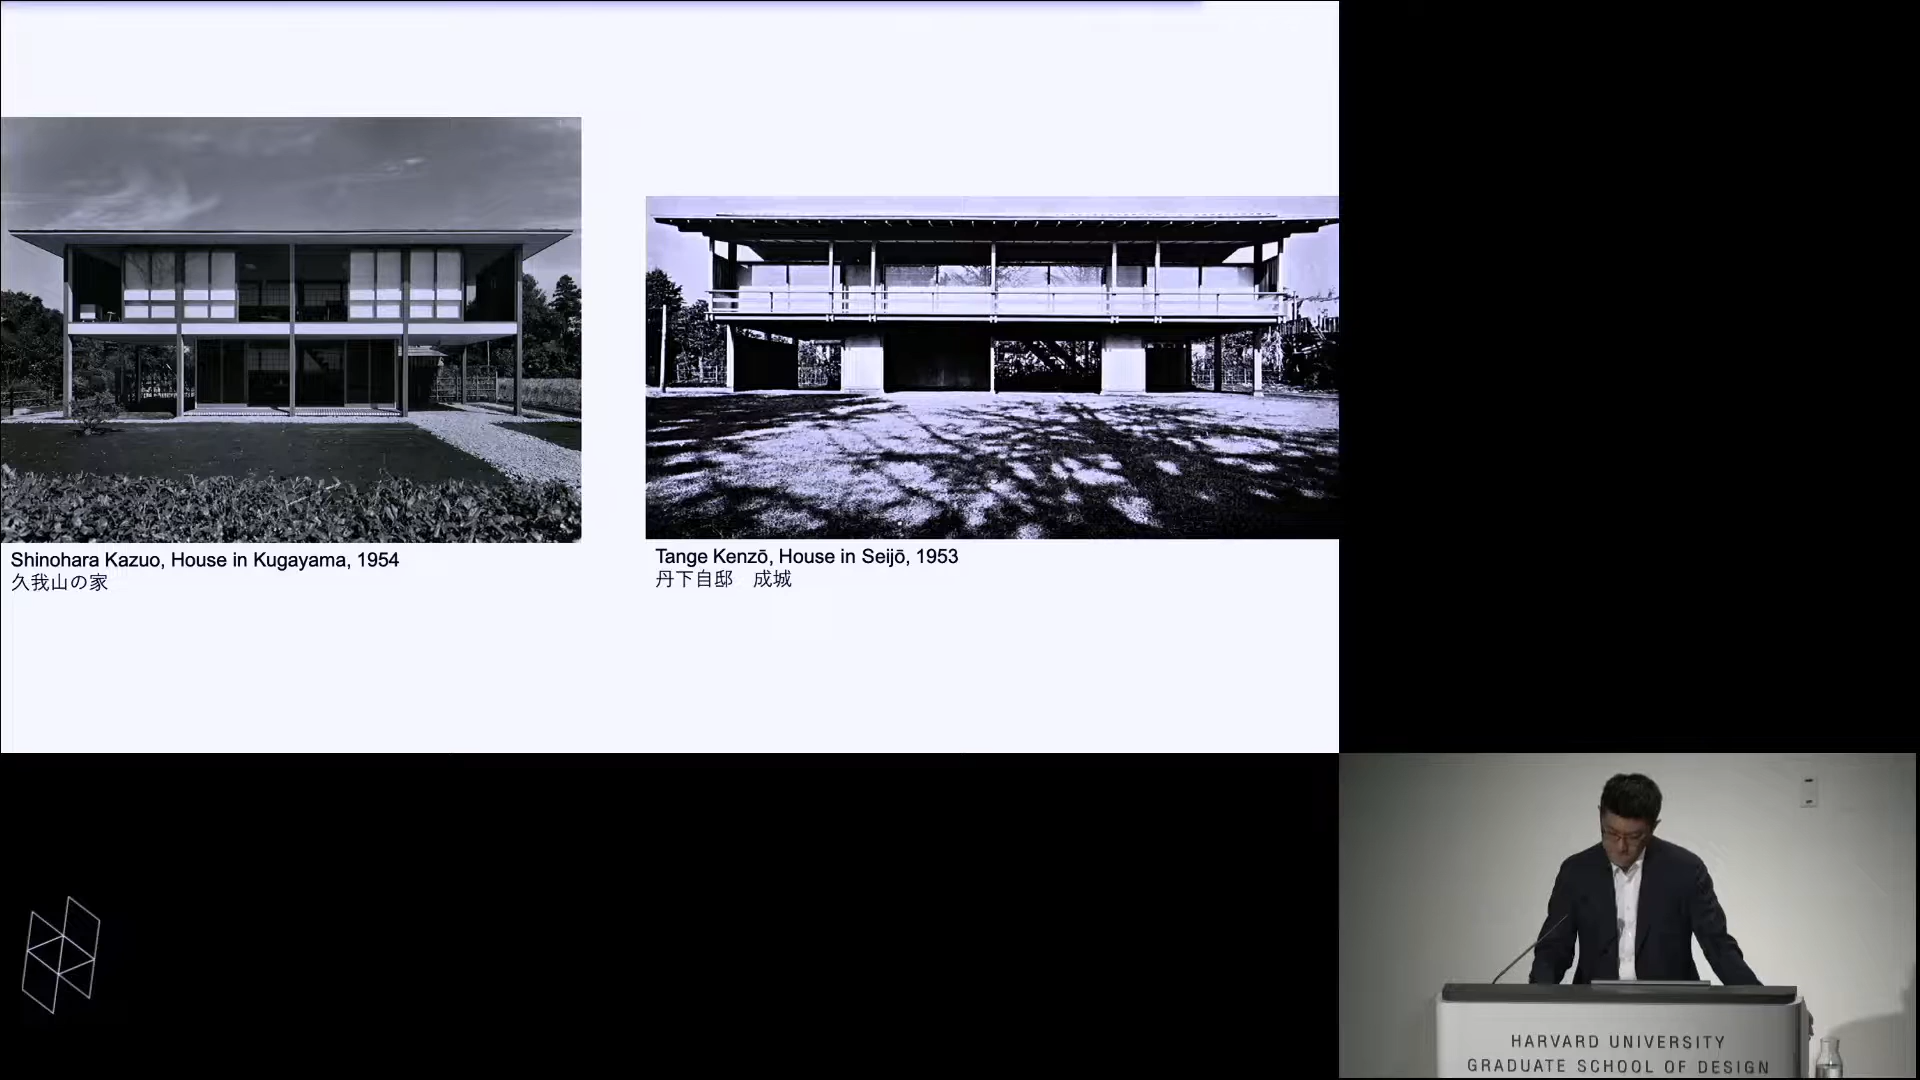 Shinohara Kazuo, House in Kugayama, 1954
久我山の家
Tange Kenzō, House in Seijō, 1953
丹下自邸　成城
HARVARD UNIVERSITY
GRADUATE SCHOOL OF DESIGN